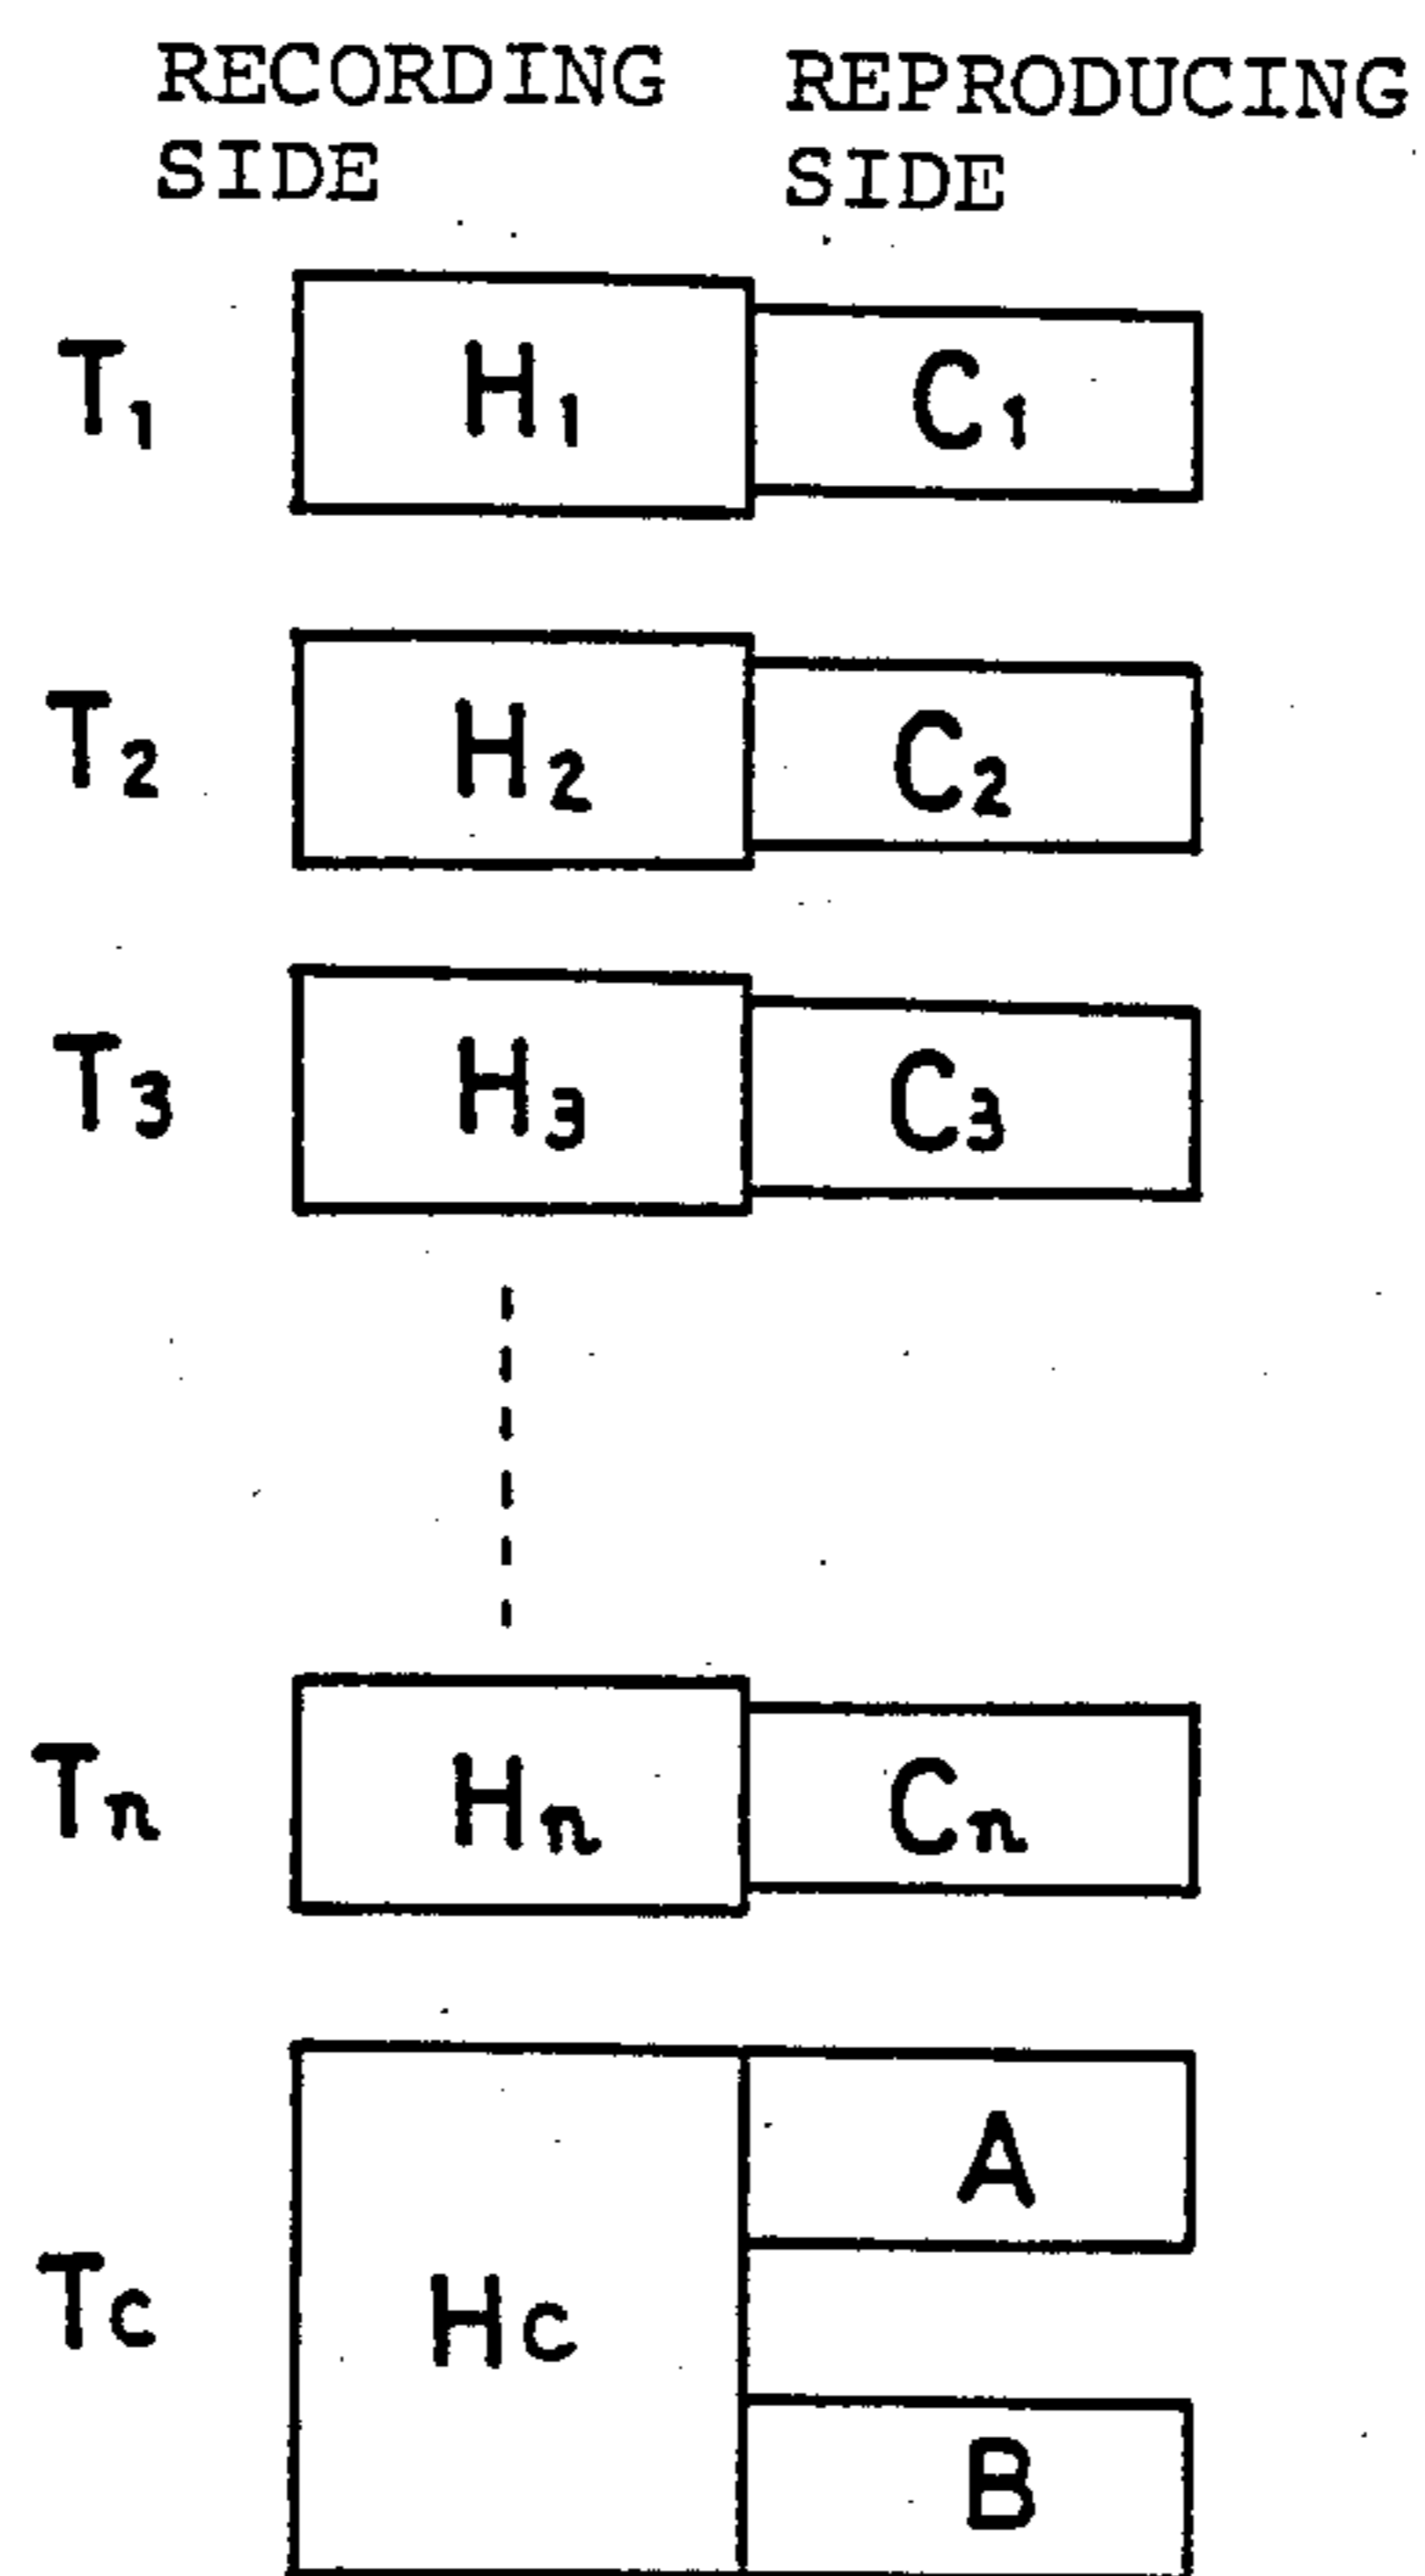 RECORDING SIDE
REPRODUCING SIDE
T₁ H₁ C₁
T₂ H₂ C₂
T₃ H₃ C₃
Tn Hn Cn
A
Tc Hc
B